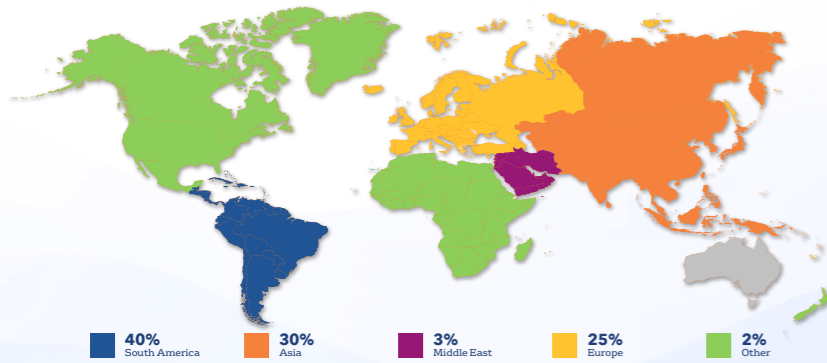 40%
South America
30%
Asia
3%
Middle East
25%
Europe
2%
Other